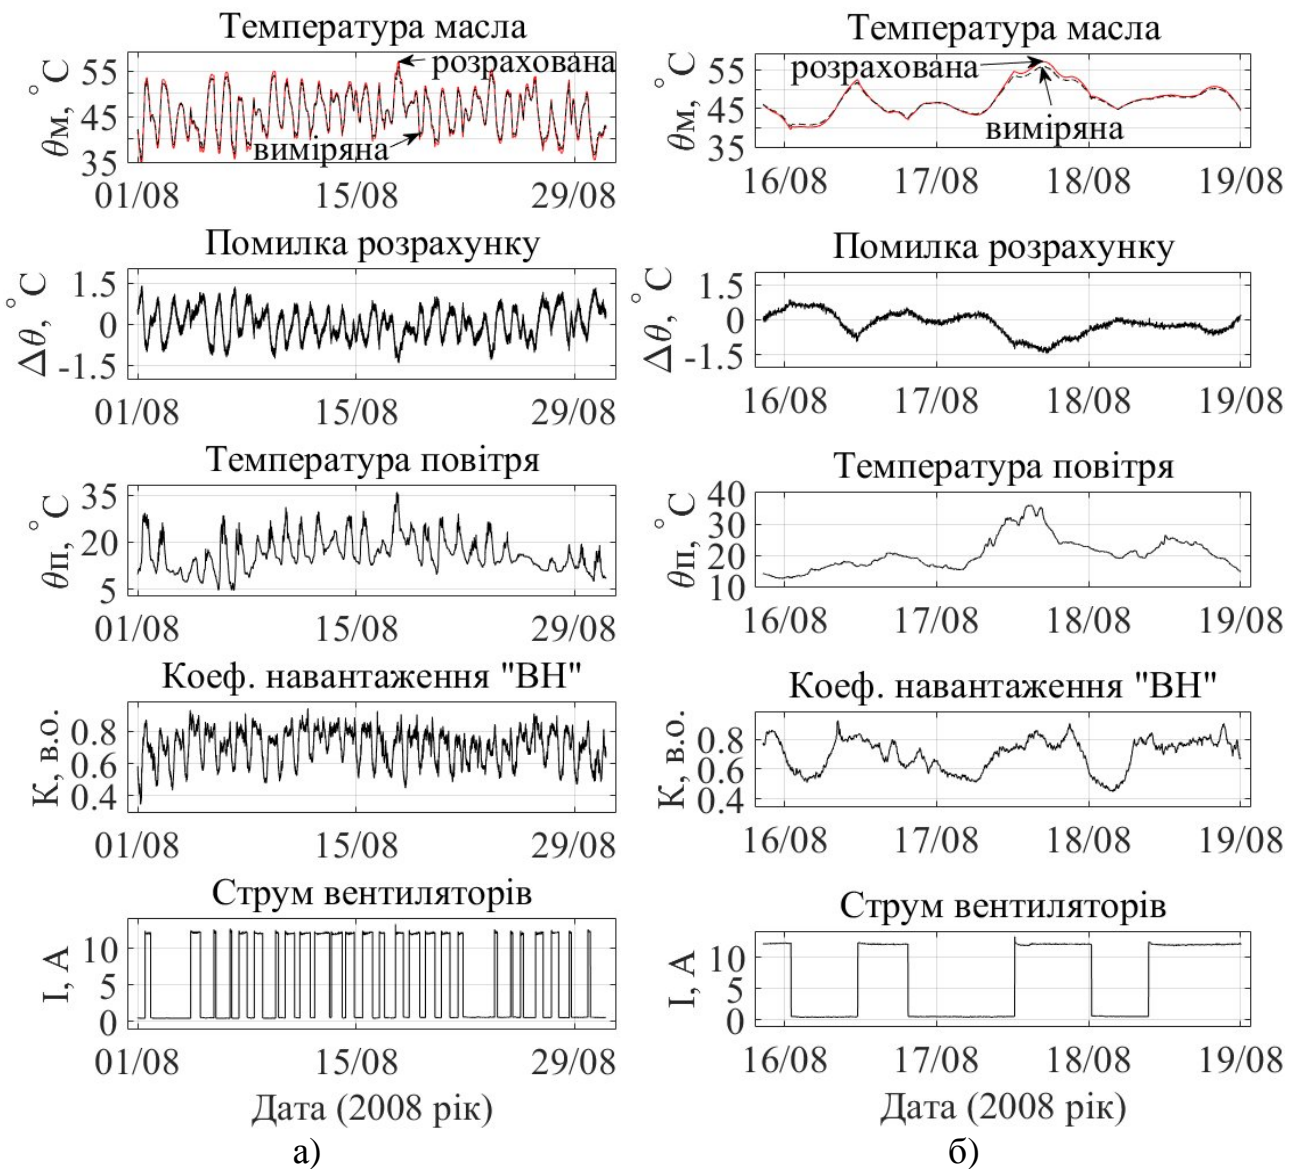 Температура масла
θм, °C
55
45
35
розрахована
виміряна
01/08 15/08 29/08
Помилка розрахунку
Δθ, °C
1.5
0
-1.5
01/08 15/08 29/08
Температура повітря
θп, °C
35
20
5
01/08 15/08 29/08
Коеф. навантаження "ВН"
К, в.о.
0.8
0.6
0.4
01/08 15/08 29/08
Струм вентиляторів
I, А
10
5
0
01/08 15/08 29/08
Дата (2008 рік)
а)
Температура масла
θм, °C
55
45
35
розрахована
виміряна
16/08 17/08 18/08 19/08
Помилка розрахунку
Δθ, °C
1.5
0
-1.5
16/08 17/08 18/08 19/08
Температура повітря
θп, °C
40
30
20
10
16/08 17/08 18/08 19/08
Коеф. навантаження "ВН"
К, в.о.
0.8
0.6
0.4
16/08 17/08 18/08 19/08
Струм вентиляторів
I, А
10
5
0
16/08 17/08 18/08 19/08
Дата (2008 рік)
б)